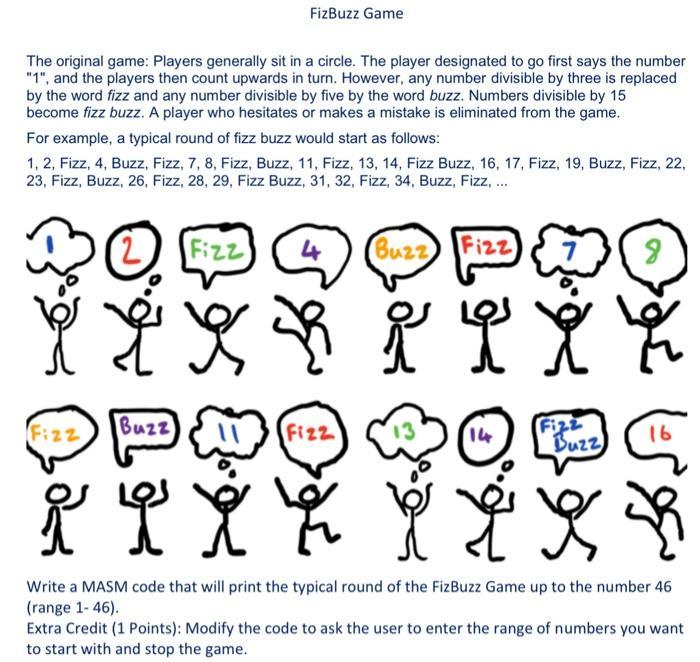 FizBuzz Game
The original game: Players generally sit in a circle. The player designated to go first says the number
"1", and the players then count upwards in turn. However, any number divisible by three is replaced
by the word fizz and any number divisible by five by the word buzz. Numbers divisible by 15
become fizz buzz. A player who hesitates or makes a mistake is eliminated from the game.
For example, a typical round of fizz buzz would start as follows:
1, 2, Fizz, 4, Buzz, Fizz, 7, 8, Fizz, Buzz, 11, Fizz, 13, 14, Fizz Buzz, 16, 17, Fizz, 19, Buzz, Fizz, 22,
23, Fizz, Buzz, 26, Fizz, 28, 29, Fizz Buzz, 31, 32, Fizz, 34, Buzz, Fizz, ...
1 2 Fizz 4 Buzz Fizz 7 8
Fizz Buzz 11 Fizz 13 14 Fizz Buzz 16
Write a MASM code that will print the typical round of the FizBuzz Game up to the number 46
(range 1- 46).
Extra Credit (1 Points): Modify the code to ask the user to enter the range of numbers you want
to start with and stop the game.